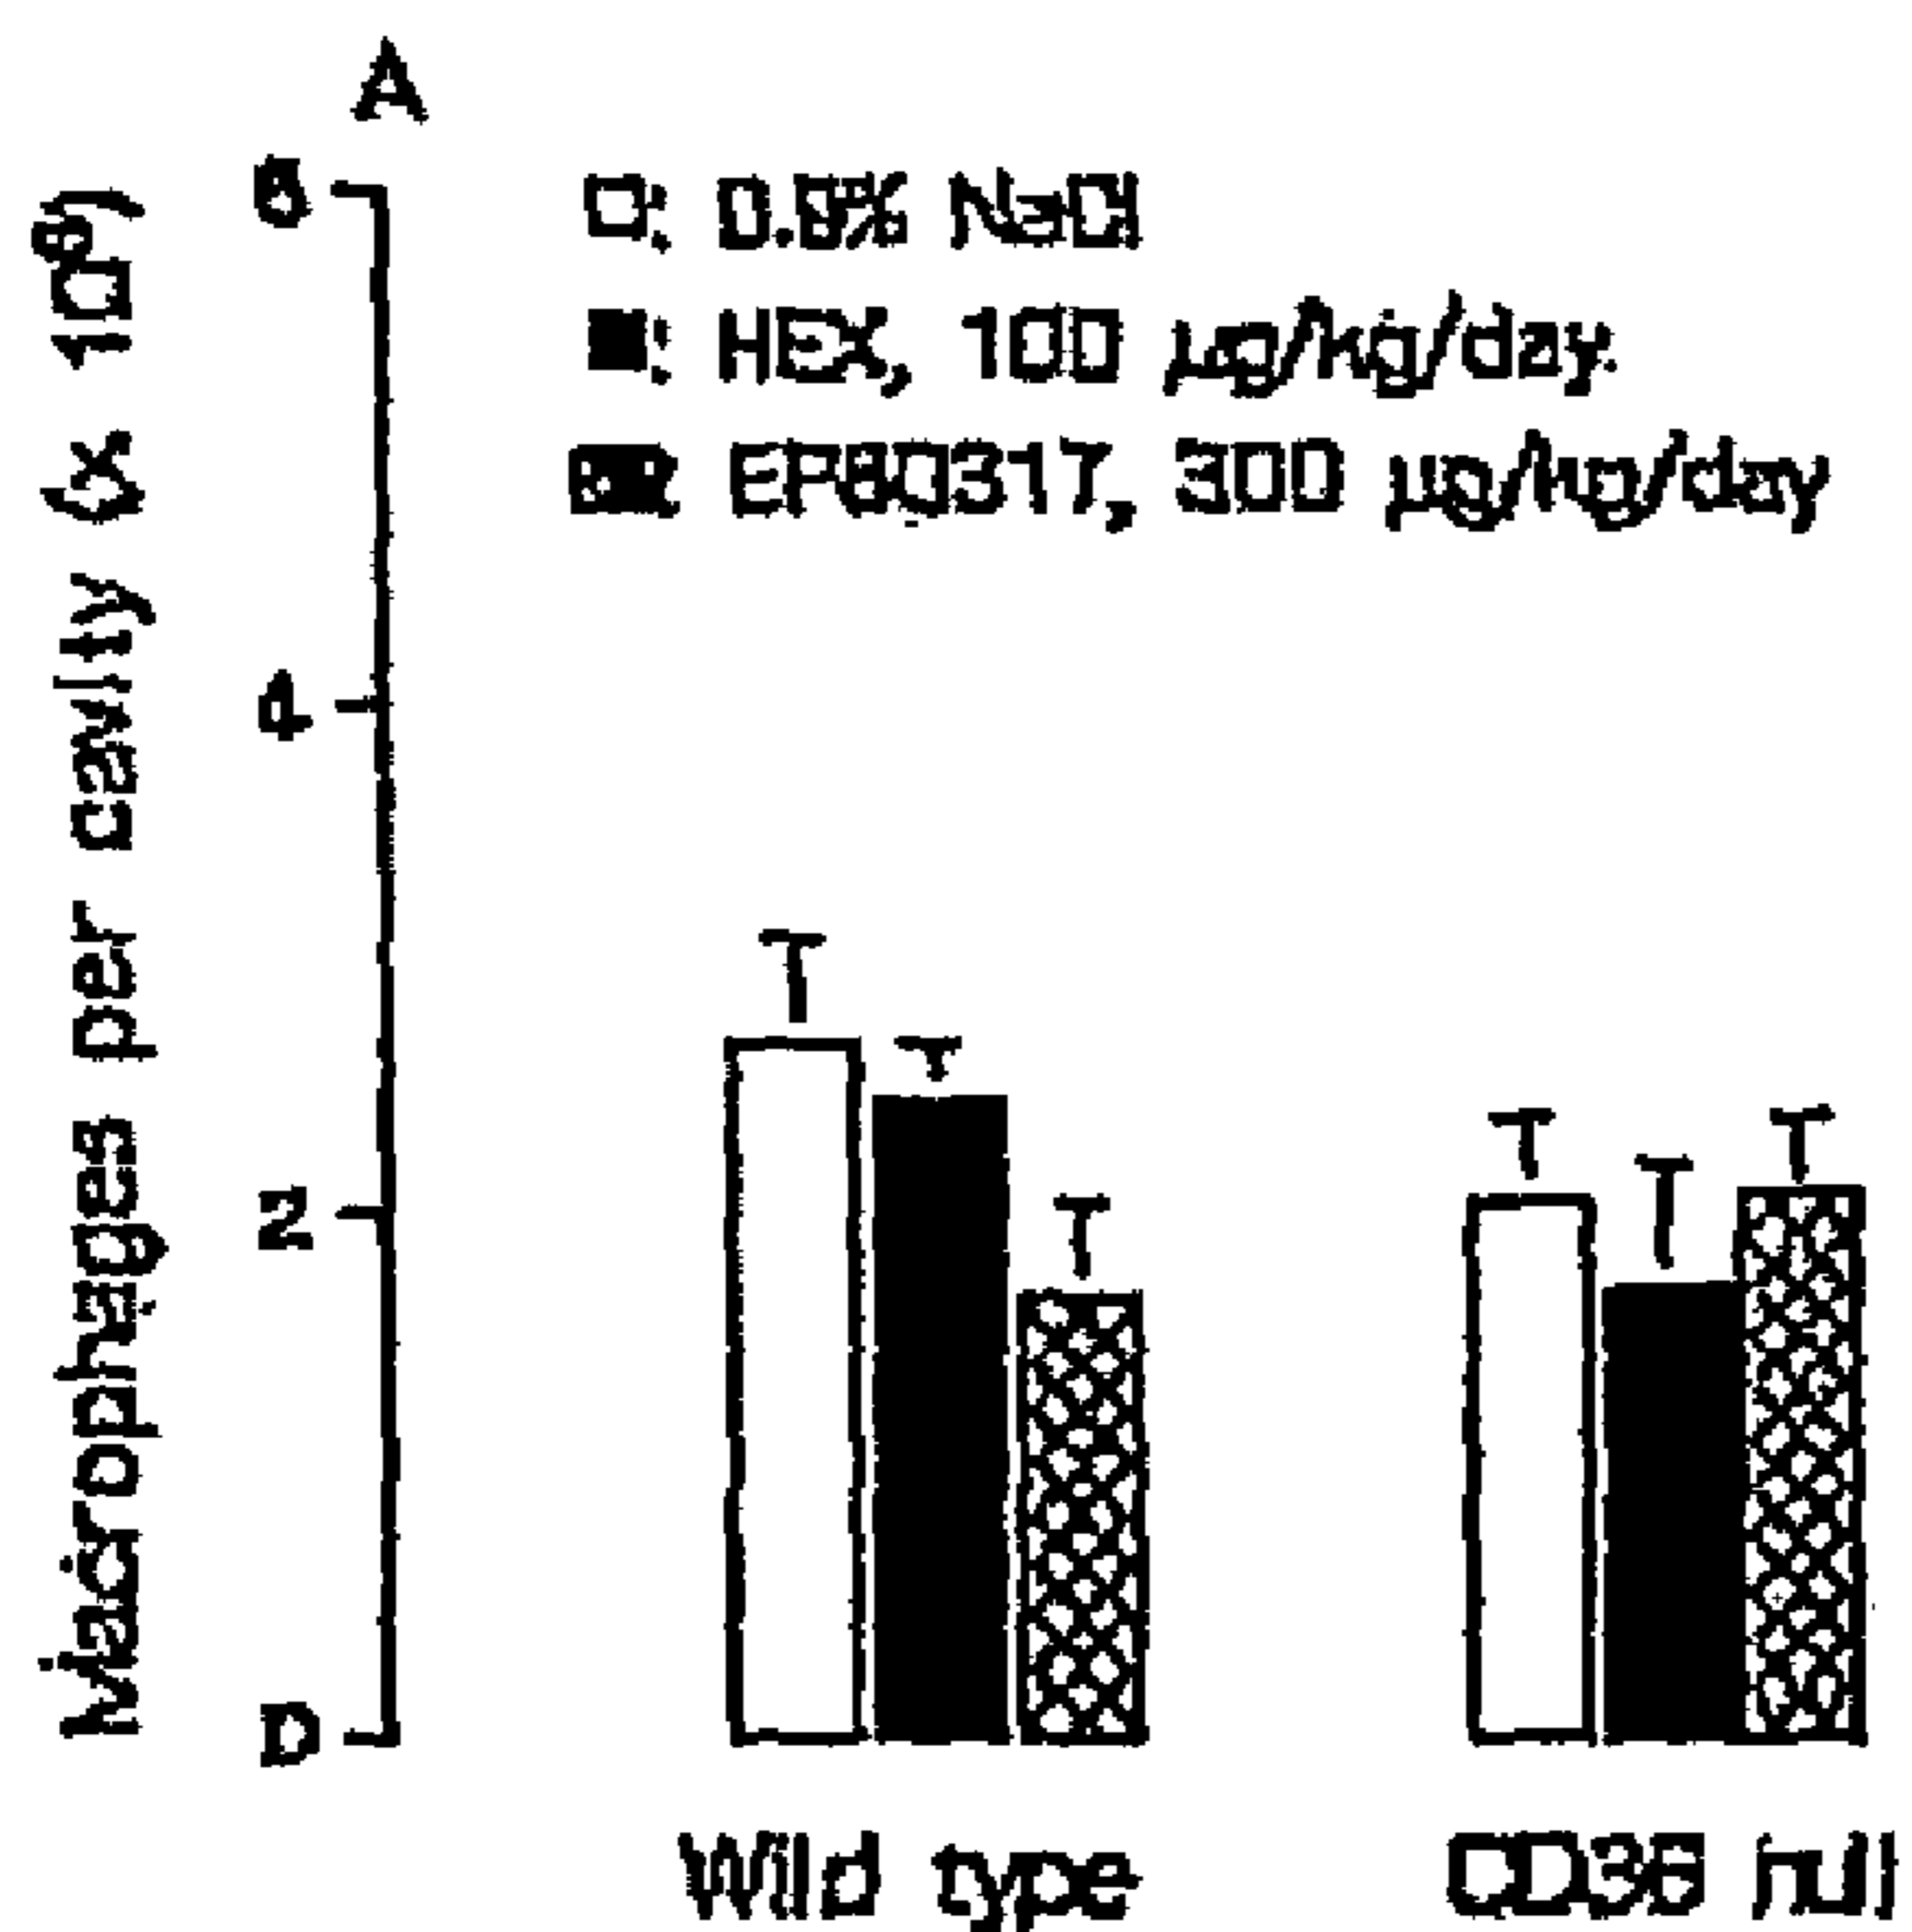 A
Macrophages per cavity (x 10⁶)
6
4
2
0
: 0.9% NaCl
: HEX, 100 µg/kg/day
: EP80317, 300 µg/kg/day
Wild type
CD36 null